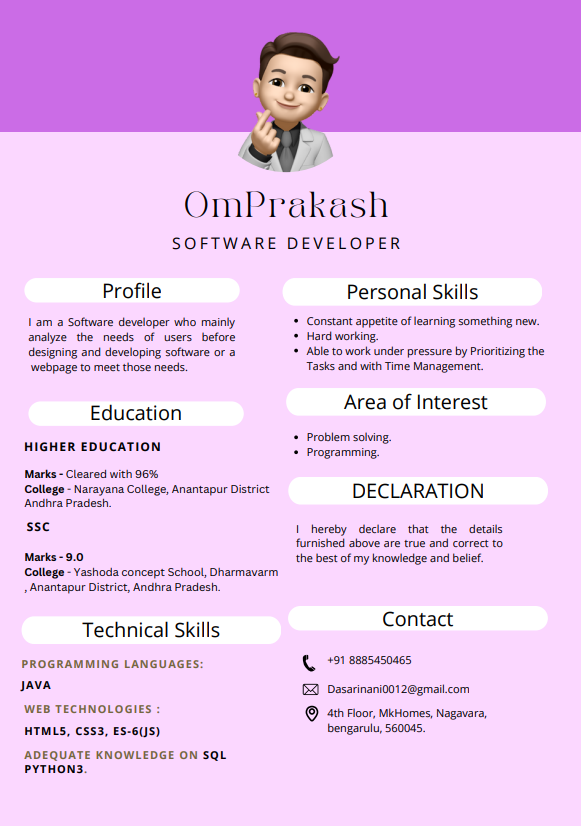 OmPrakash
SOFTWARE DEVELOPER
Profile
I am a Software developer who mainly
analyze the needs of users before
designing and developing software or a
webpage to meet those needs.
Education
HIGHER EDUCATION
Marks - Cleared with 96%
College - Narayana College, Anantapur District
Andhra Pradesh.
SSC
Marks - 9.0
College - Yashoda concept School, Dharmavarm
, Anantapur District, Andhra Pradesh.
Technical Skills
PROGRAMMING LANGUAGES:
JAVA
WEB TECHNOLOGIES :
HTML5, CSS3, ES-6(JS)
ADEQUATE KNOWLEDGE ON SQL
PYTHON3.
Personal Skills
• Constant appetite of learning something new.
• Hard working.
• Able to work under pressure by Prioritizing the
Tasks and with Time Management.
Area of Interest
• Problem solving.
• Programming.
DECLARATION
I hereby declare that the details
furnished above are true and correct to
the best of my knowledge and belief.
Contact
+91 8885450465
Dasarinani0012@gmail.com
4th Floor, MkHomes, Nagavara,
bengarulu, 560045.